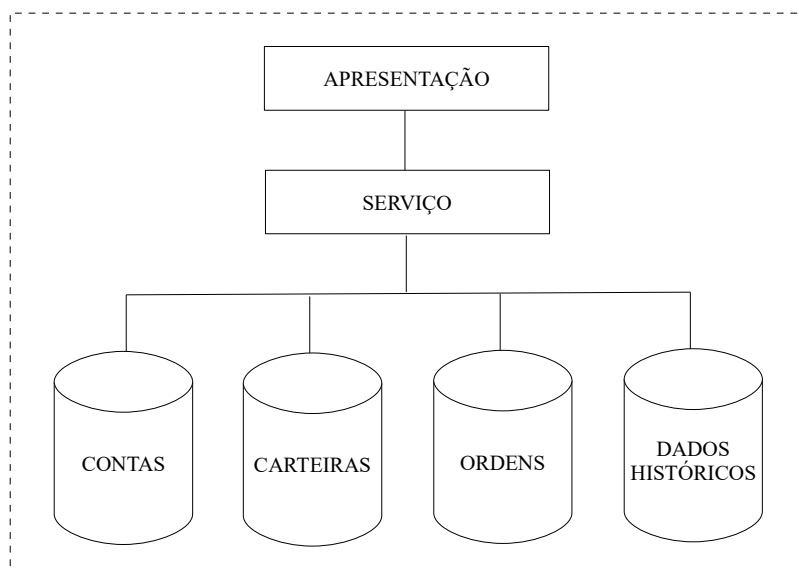 APRESENTAÇÃO
SERVIÇO
CONTAS
CARTEIRAS
ORDENS
DADOS
HISTÓRICOS